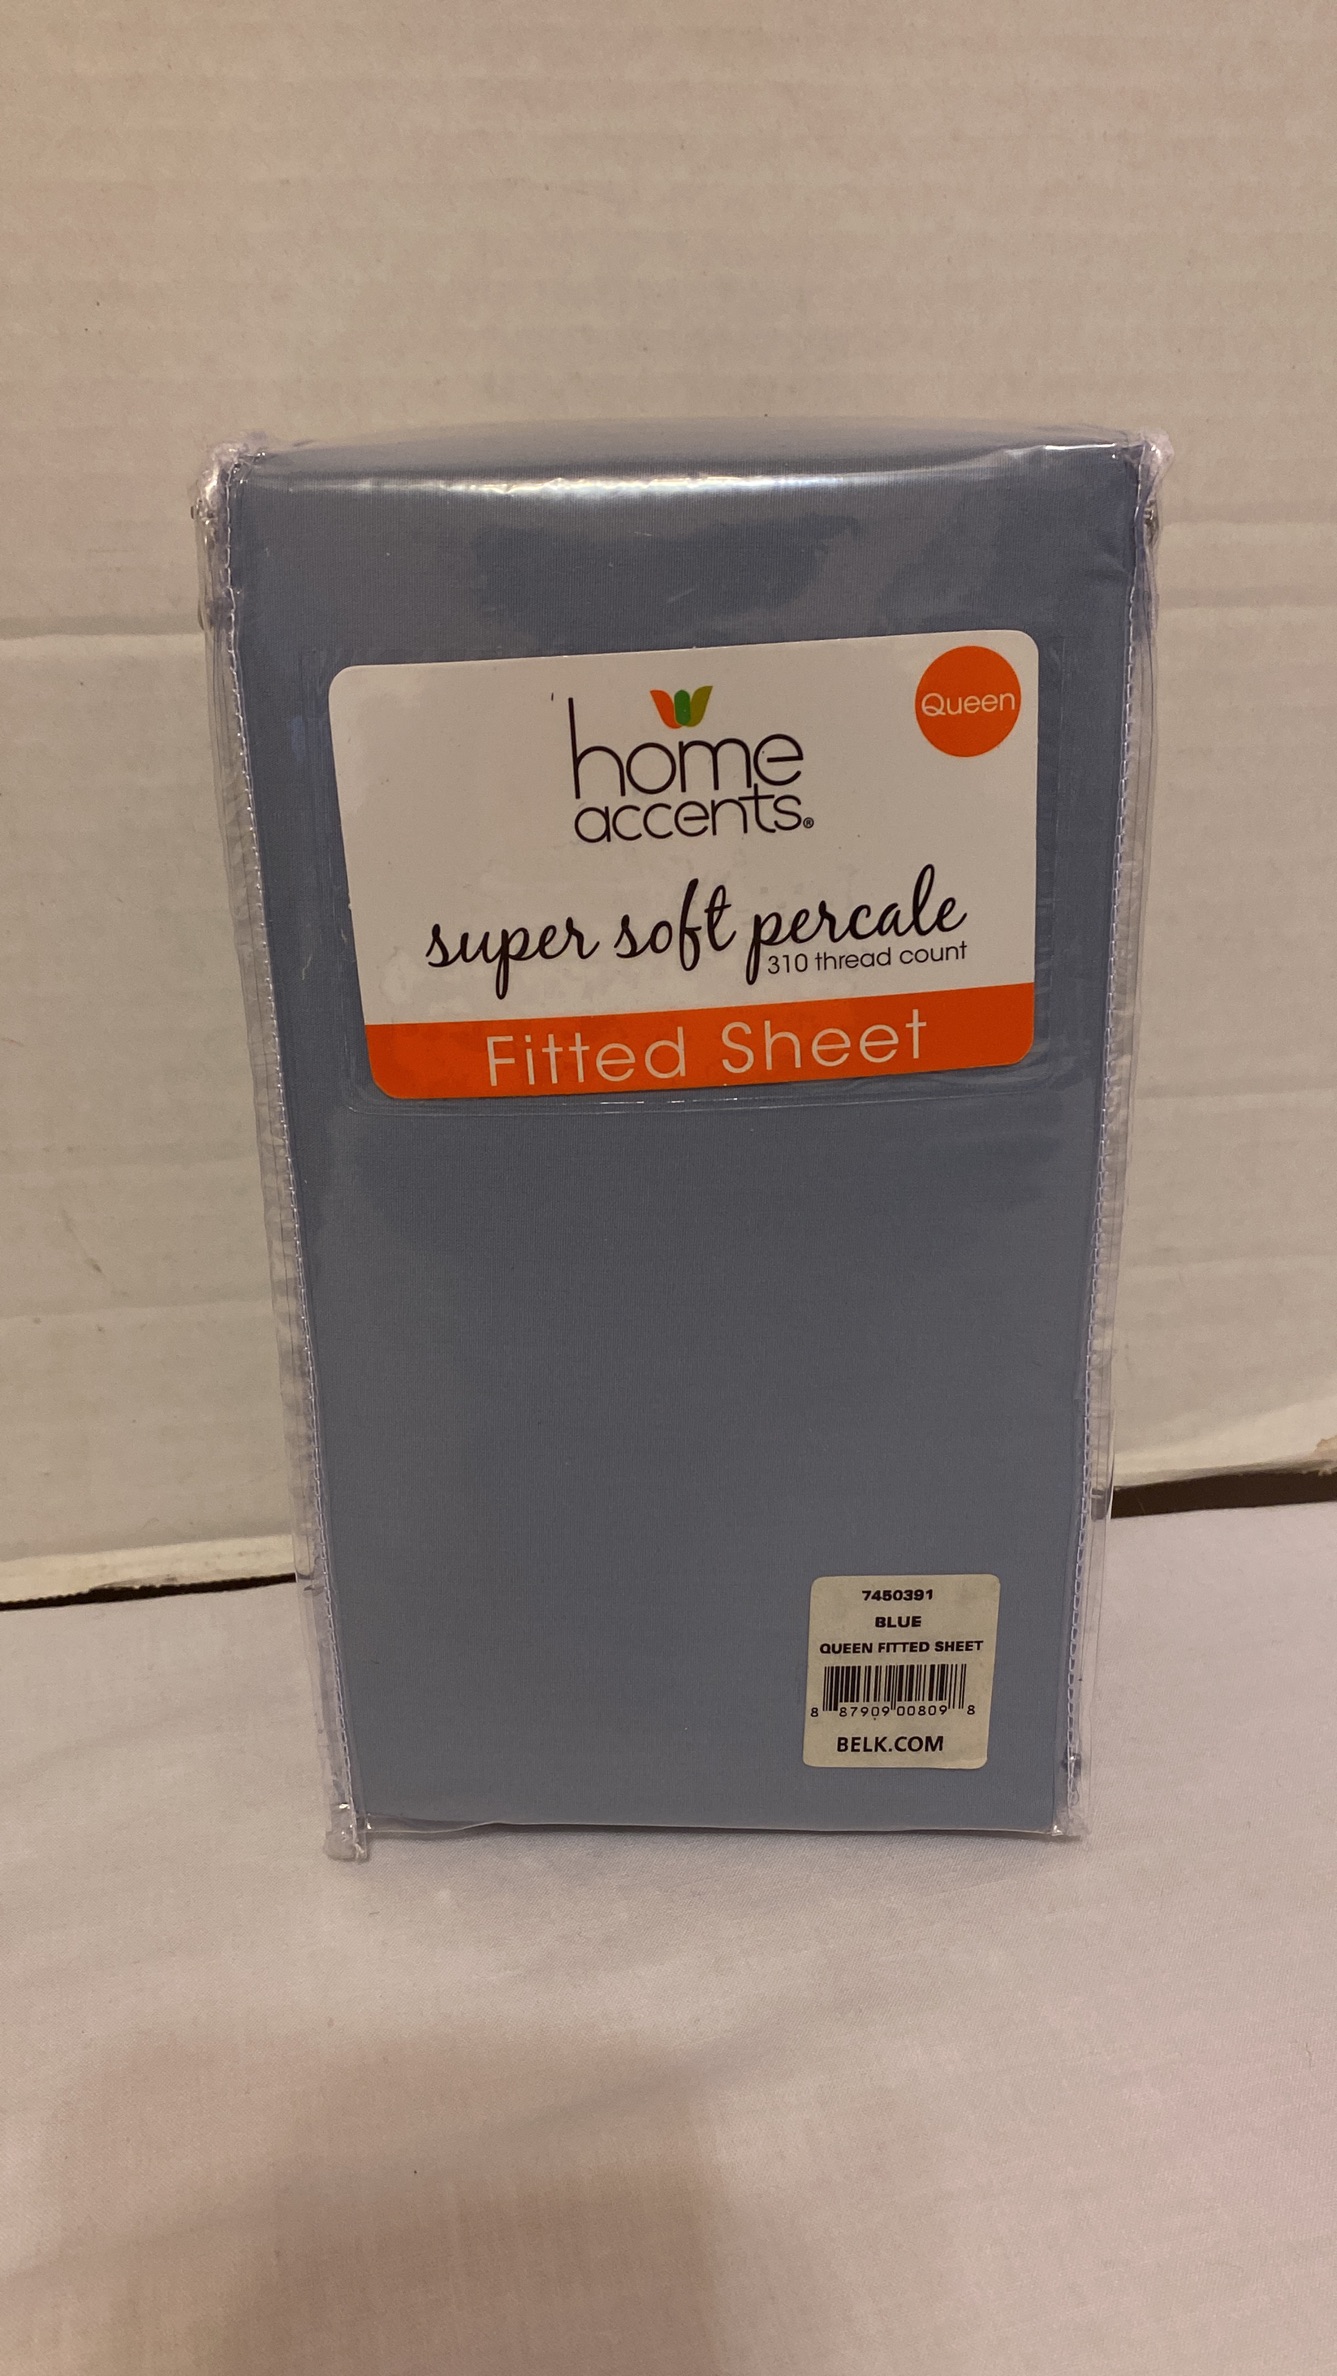 Queen
home
accents®
super soft percale
310 thread count
Fitted Sheet
7450391
BLUE
QUEEN FITTED SHEET
8 87909 00809 8
BELK.COM